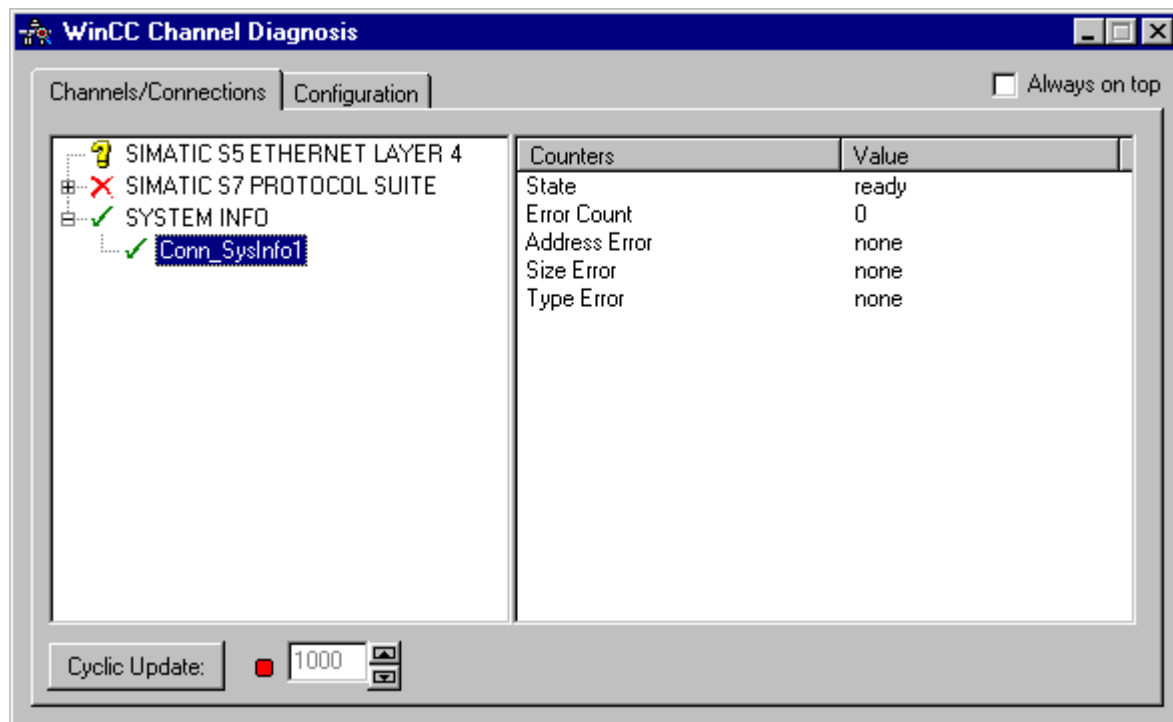 WinCC Channel Diagnosis
Channels/Connections Configuration Always on top
SIMATIC S5 ETHERNET LAYER 4
SIMATIC S7 PROTOCOL SUITE
SYSTEM INFO
Conn_SysInfo1
Counters Value
State ready
Error Count 0
Address Error none
Size Error none
Type Error none
Cyclic Update: 1000